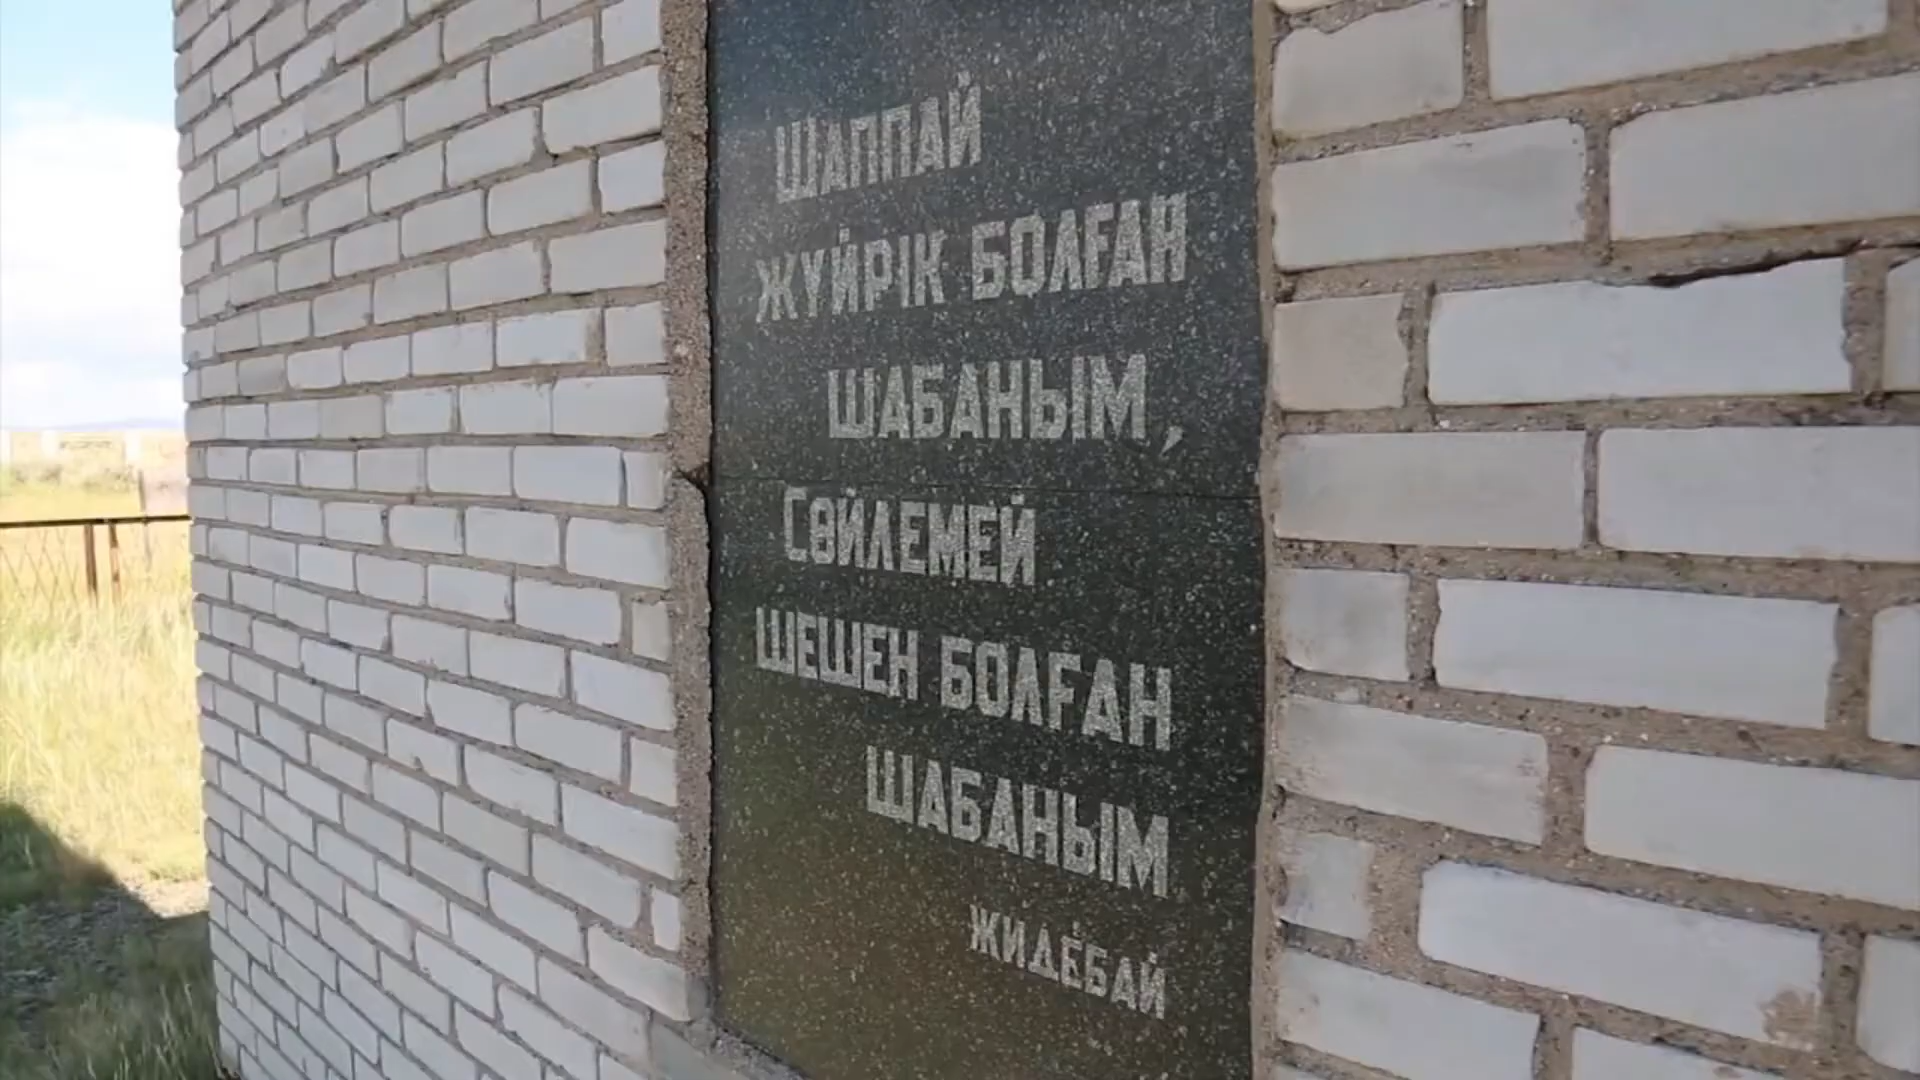 ШАППАЙ
ЖҮЙРІК БОЛҒАН
ШАБАНЫМ,
СӨЙЛЕМЕЙ
ШЕШЕН БОЛҒАН
ШАБАНЫМ
ЖИДЕБАЙ